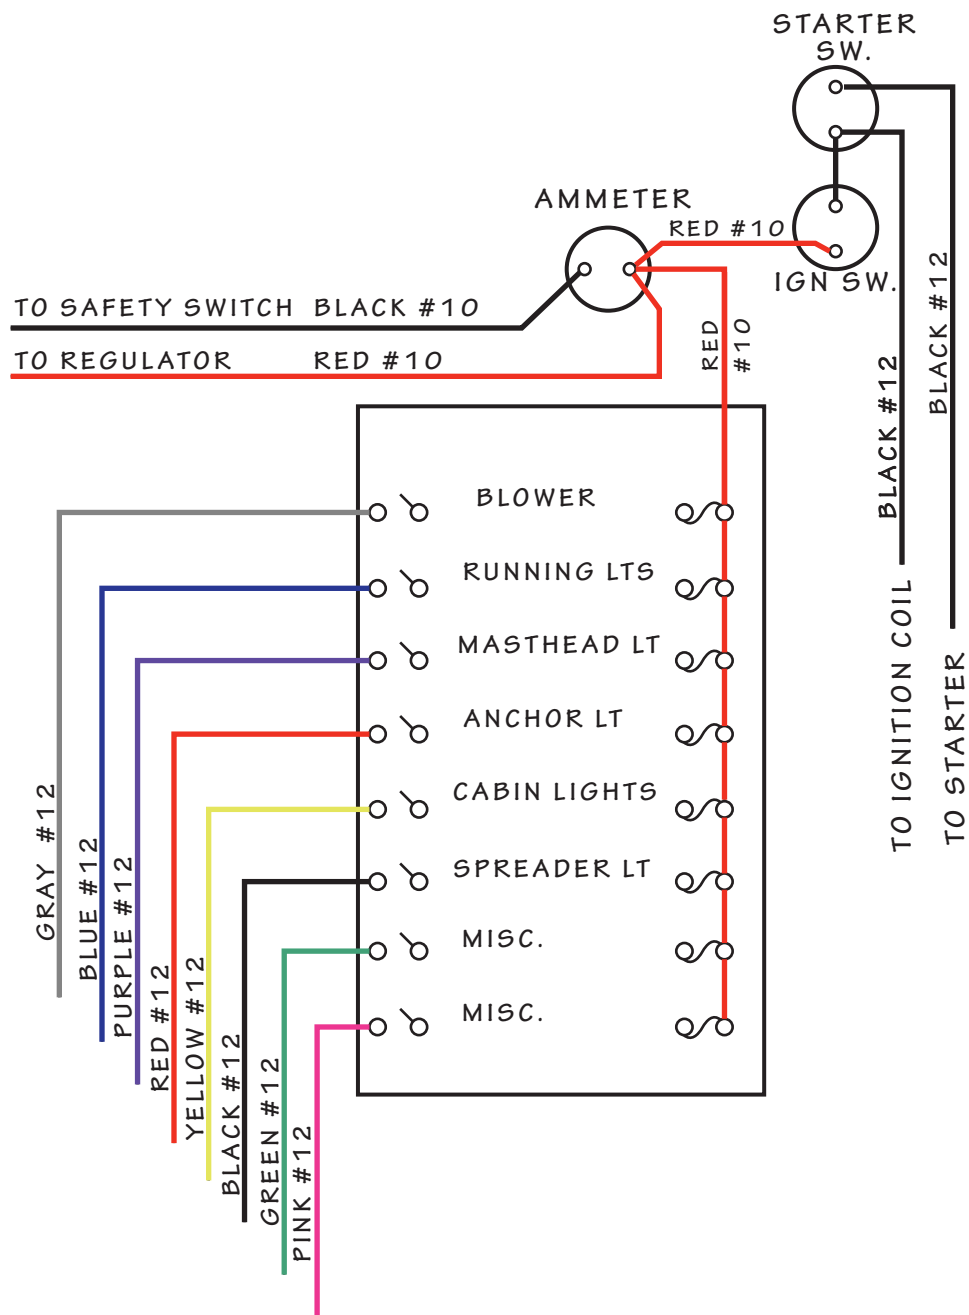 STARTER
SW.
AMMETER
RED #10
IGN SW.
TO SAFETY SWITCH BLACK #10
TO REGULATOR RED #10
RED
#10
BLACK #12
BLACK #12
TO IGNITION COIL
TO STARTER
BLOWER
RUNNING LTS
MASTHEAD LT
ANCHOR LT
CABIN LIGHTS
SPREADER LT
MISC.
MISC.
GRAY #12
BLUE #12
PURPLE #12
RED #12
YELLOW #12
BLACK #12
GREEN #12
PINK #12